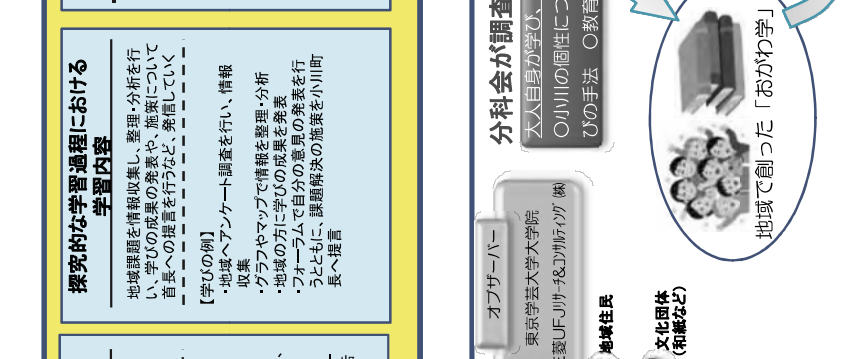 探究的な学習過程における
学習内容
地域課題を情報収集し、整理・分析を行
い、学びの成果の発表や、施策について
首長への提言を行うなど、発信していく
【学びの例】
・地域へアンケート調査を行い、情報
収集
・グラフやマップで情報を整理・分析
・地域の方に学びの成果を発表
・フォーラムで自分の意見の発表を行
うとともに、課題解決の施策を小川町
長へ提言
分科会が調査
大人自身が学び、
〇小川の個性につ
びの手法　〇教育
オブザーバー
東京学芸大学大学院
三菱UFJリサーチ&コンサルティング(株)
地域住民
文化団体
(和紙など)
地域で創った「おがわ学」